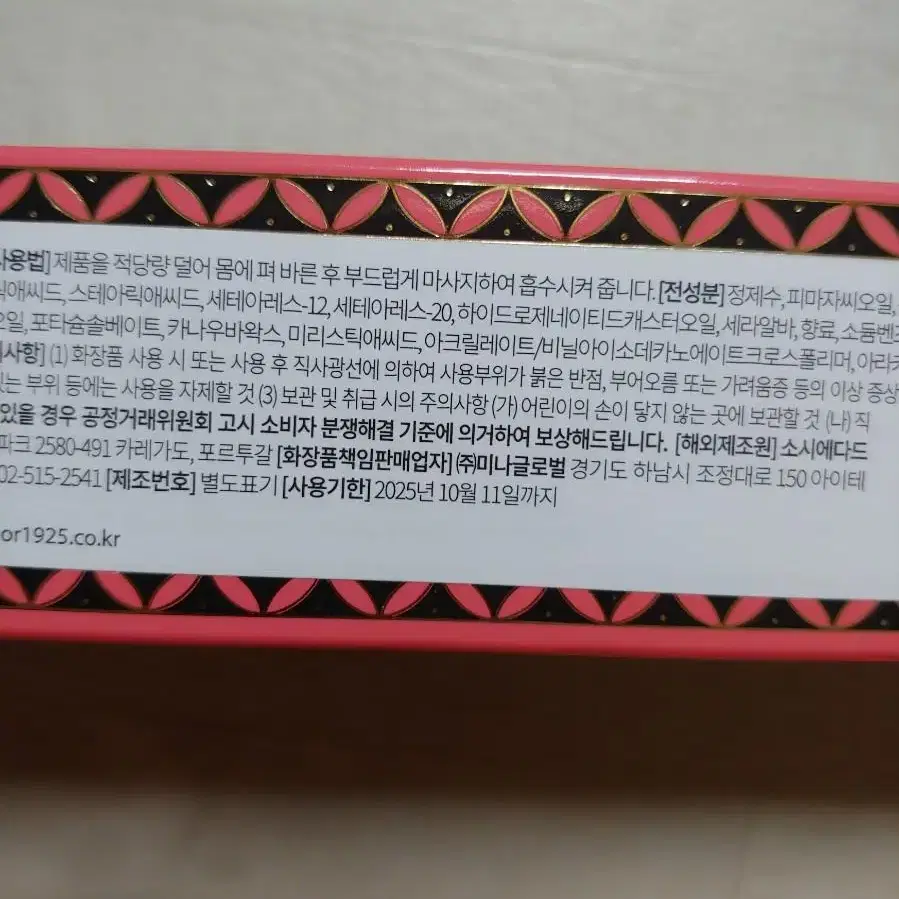 사용법] 제품을 적당량 덜어 몸에 펴 바른 후 부드럽게 마사지하여 흡수시켜 줍니다. [전성분] 정제수, 피마자씨오일,
애씨드, 스테아릭애씨드, 세테아레스-12, 세테아레스-20, 하이드로제네이티드캐스터오일, 세라알바, 향료, 소듐벤
오일, 포타슘솔베이트, 카나우바왁스, 미리스틱애씨드, 아크릴레이트/비닐아이소데카노에이트크로스폴리머, 아라키
의사항] (1) 화장품 사용 시 또는 사용 후 직사광선에 의하여 사용부위가 붉은 반점, 부어오름 또는 가려움증 등의 이상 증상
있는 부위 등에는 사용을 자제할 것 (3) 보관 및 취급 시의 주의사항 (가) 어린이의 손이 닿지 않는 곳에 보관할 것 (나) 직
있을 경우 공정거래위원회 고시 소비자 분쟁해결 기준에 의거하여 보상해드립니다. [해외제조원] 소시에다드
파크 2580-491 카레가도, 포르투갈 [화장품책임판매업자] ㈜미나글로벌 경기도 하남시 조정대로 150 아이테
02-515-2541 [제조번호] 별도표기 [사용기한] 2025년 10월 11일까지
or1925.co.kr